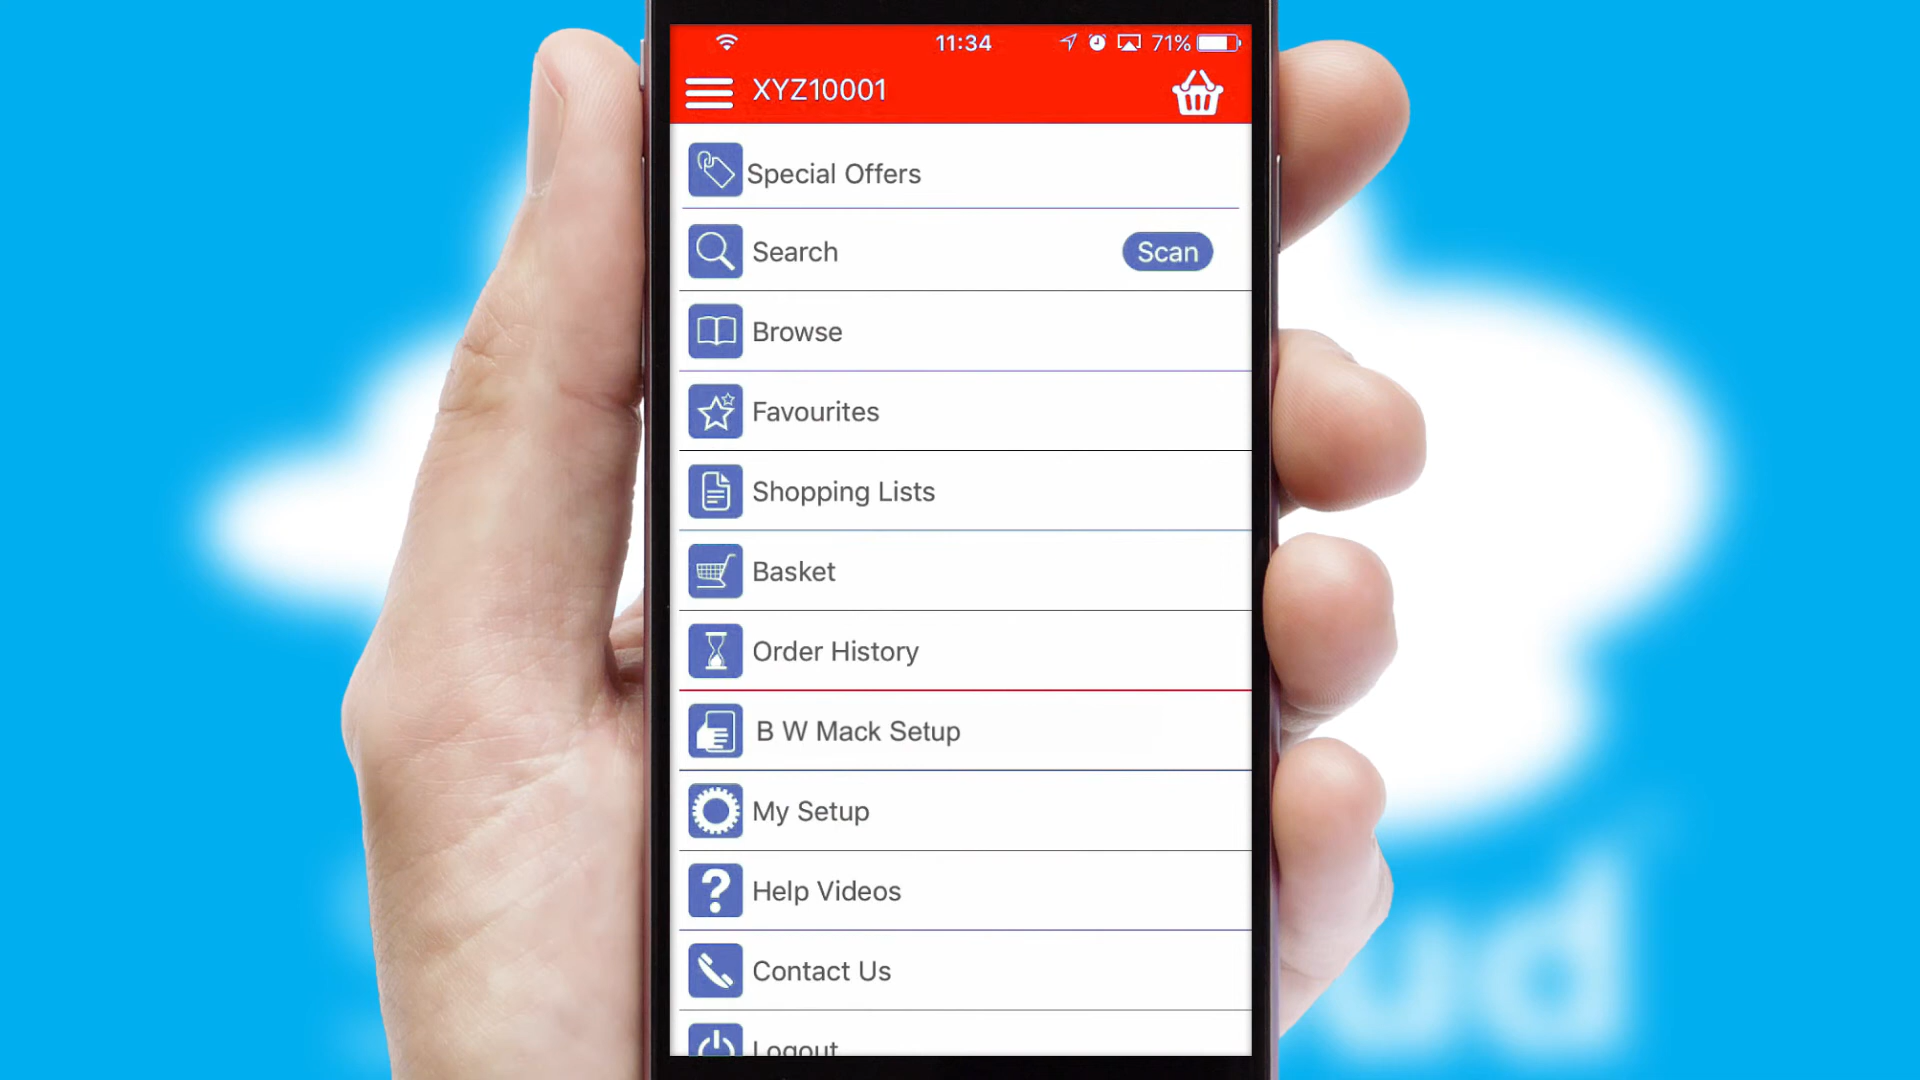 11:34 71%
XYZ10001
Special Offers
Search Scan
Browse
Favourites
Shopping Lists
Basket
Order History
B W Mack Setup
My Setup
Help Videos
Contact Us
Logout